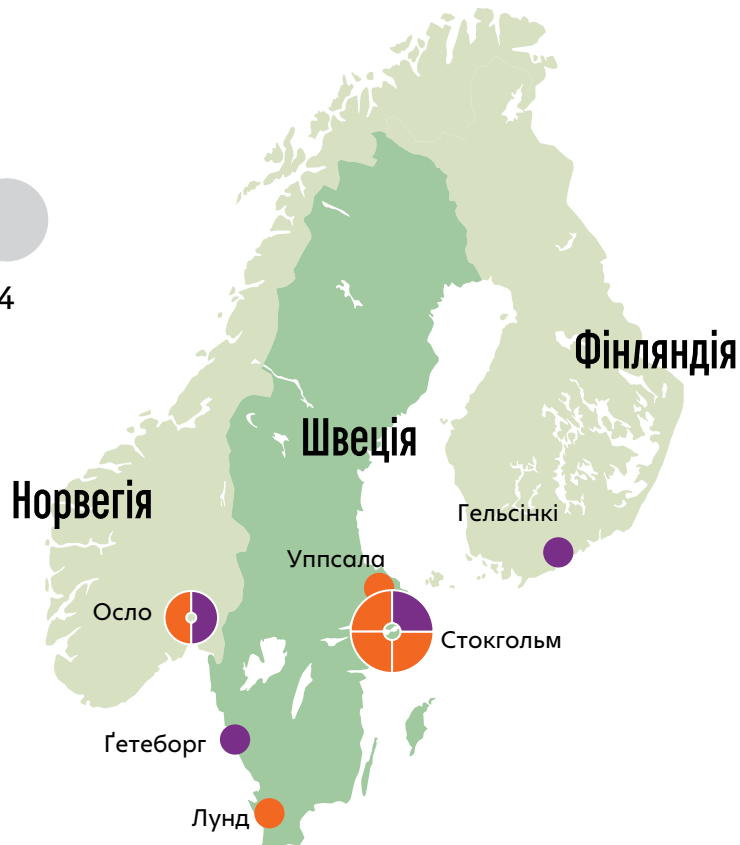 4
Фінляндія
Швеція
Норвегія
Гельсінкі
Уппсала
Осло
Стокгольм
Ґетеборг
Лунд